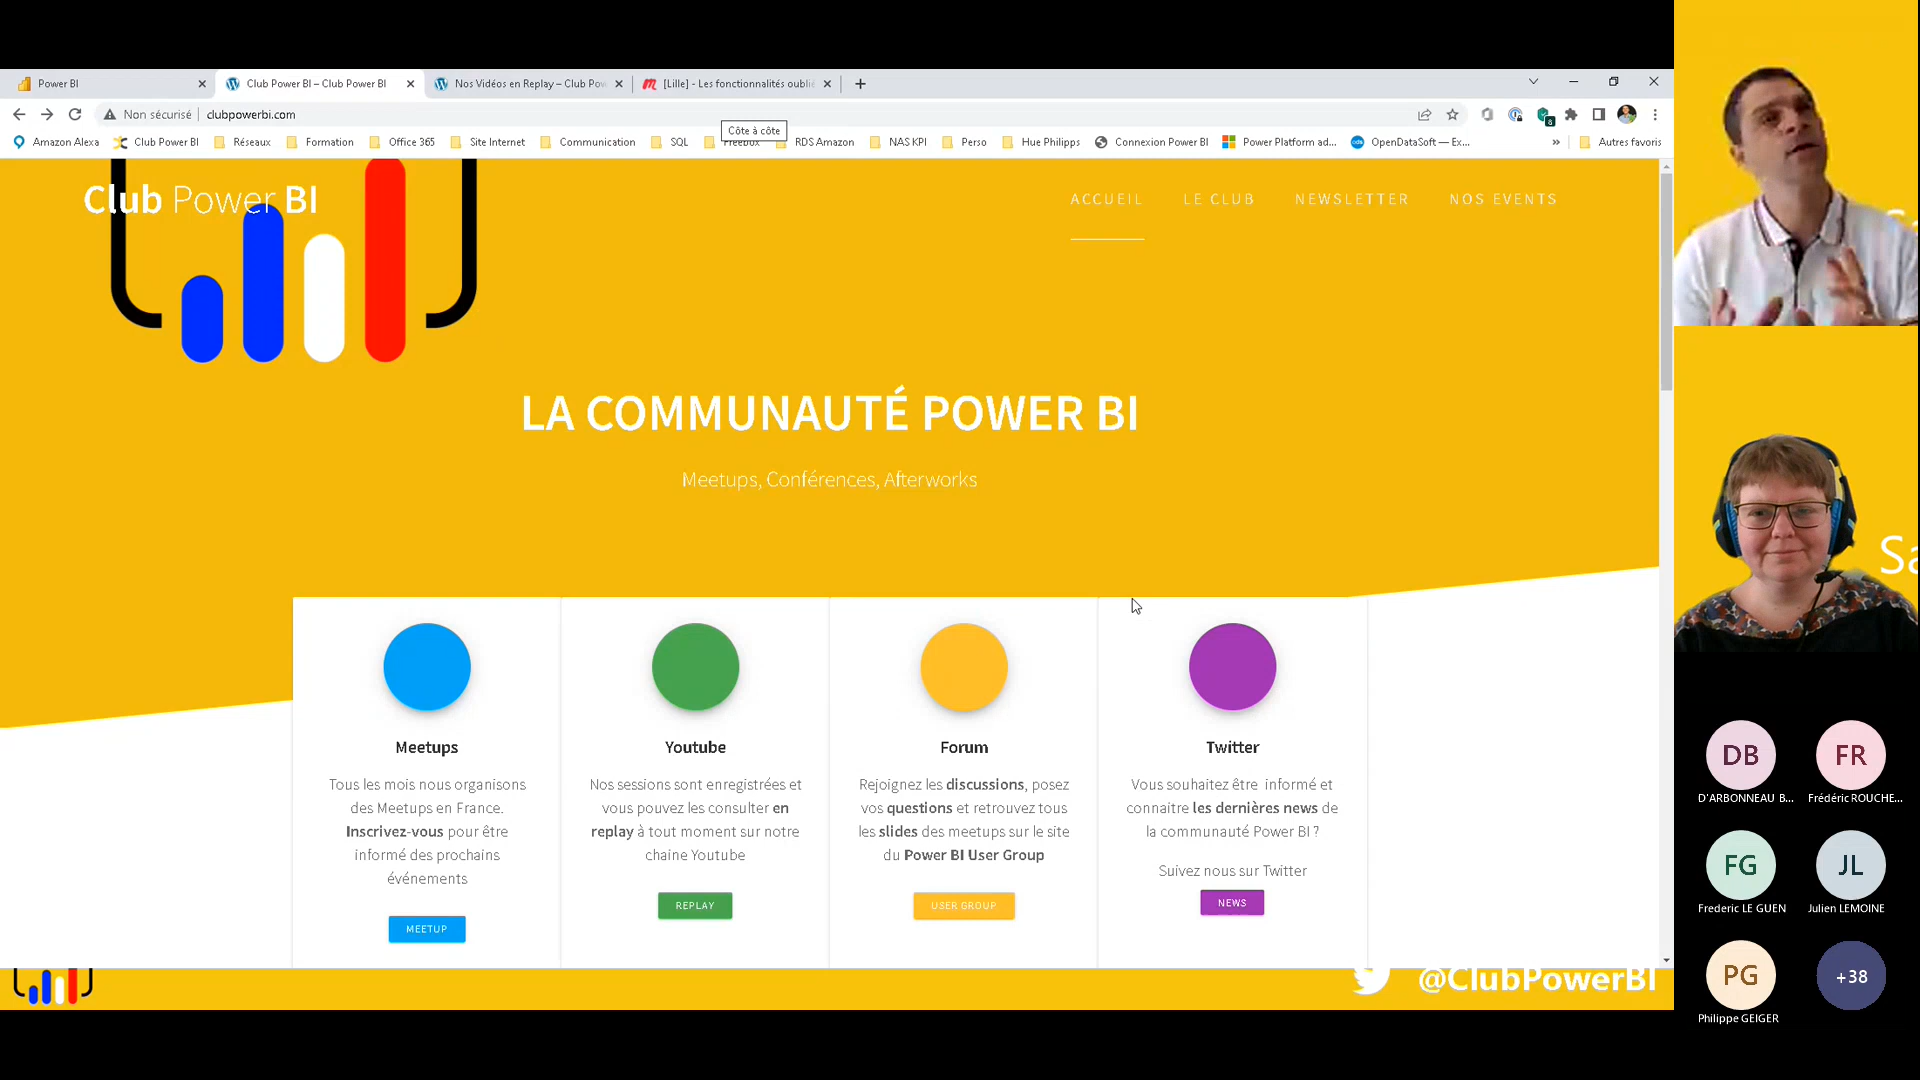 Power BI
Club Power BI – Club Power BI
Nos Vidéos en Replay – Club Pow
[Lille] - Les fonctionnalités oublié
Non sécurisé
clubpowerbi.com
Côte à côte
Amazon Alexa
Club Power BI
Réseaux
Formation
Office 365
Site Internet
Communication
SQL
Freebox
RDS Amazon
NAS KPI
Perso
Hue Philipps
Connexion Power BI
Power Platform ad...
OpenDataSoft — Ex...
»
Autres favoris
Club Power BI
ACCUEIL
LE CLUB
NEWSLETTER
NOS EVENTS
LA COMMUNAUTÉ POWER BI
Meetups, Conférences, Afterworks
Meetups
Tous les mois nous organisons
des Meetups en France.
Inscrivez-vous pour être
informé des prochains
événements
MEETUP
Youtube
Nos sessions sont enregistrées et
vous pouvez les consulter en
replay à tout moment sur notre
chaine Youtube
REPLAY
Forum
Rejoignez les discussions, posez
vos questions et retrouvez tous
les slides des meetups sur le site
du Power BI User Group
USER GROUP
Twitter
Vous souhaitez être informé et
connaitre les dernières news de
la communauté Power BI ?
Suivez nous sur Twitter
NEWS
@ClubPowerBI
Sa
DB
D'ARBONNEAU B...
FR
Frédéric ROUCHE...
FG
Frederic LE GUEN
JL
Julien LEMOINE
PG
Philippe GEIGER
+38